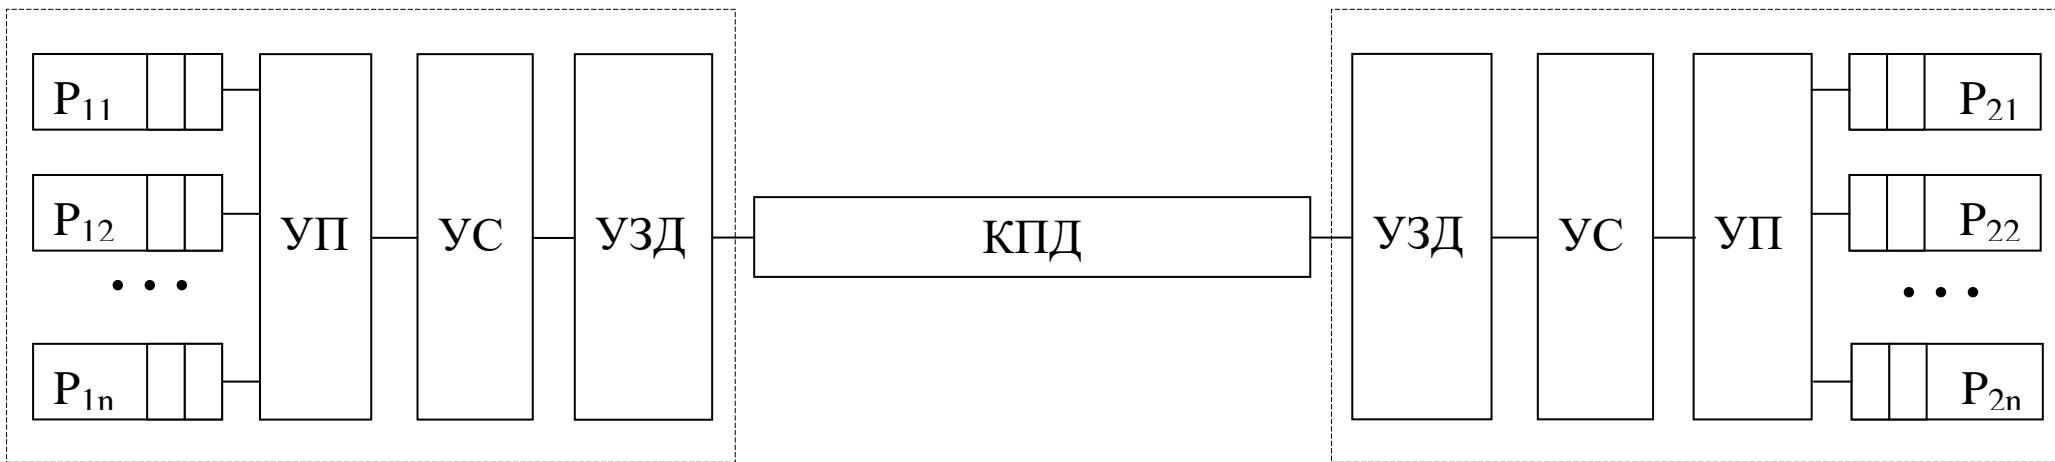 P₁₁
P₁₂
• • •
P₁ₙ
УП
УС
УЗД
КПД
УЗД
УС
УП
P₂₁
P₂₂
• • •
P₂ₙ